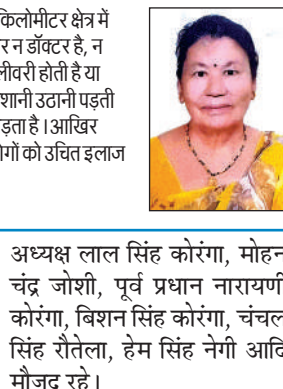 किलोमीटर क्षेत्र में
र न डॉक्टर है, न
लीवरी होती है या
शानी उठानी पड़ती
ड़ता है। आखिर
ोगों को उचित इलाज
अध्यक्ष लाल सिंह कोरंगा, मोहन
चंद्र जोशी, पूर्व प्रधान नारायणी
कोरंगा, बिशन सिंह कोरंगा, चंचल
सिंह रौतेला, हेम सिंह नेगी आदि
मौजूद रहे।